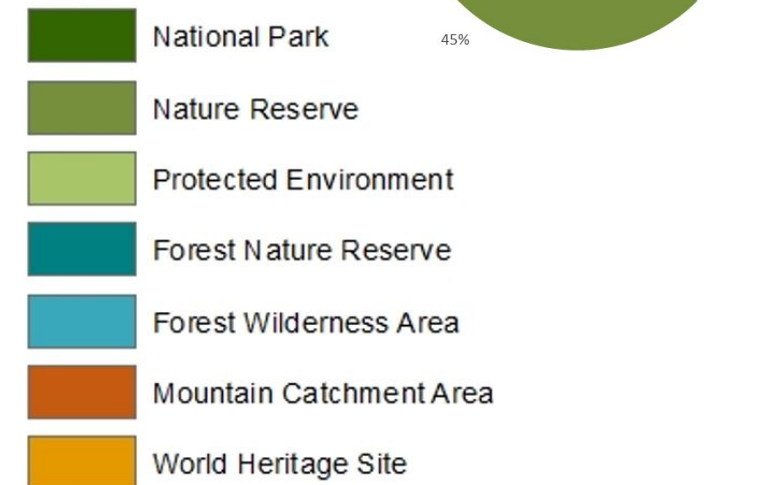 National Park
45%
Nature Reserve
Protected Environment
Forest Nature Reserve
Forest Wilderness Area
Mountain Catchment Area
World Heritage Site